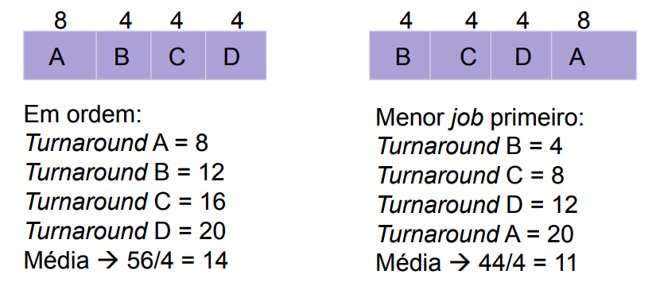 8 4 4 4
A B C D
Em ordem:
Turnaround A = 8
Turnaround B = 12
Turnaround C = 16
Turnaround D = 20
Média → 56/4 = 14
4 4 4 8
B C D A
Menor job primeiro:
Turnaround B = 4
Turnaround C = 8
Turnaround D = 12
Turnaround A = 20
Média → 44/4 = 11